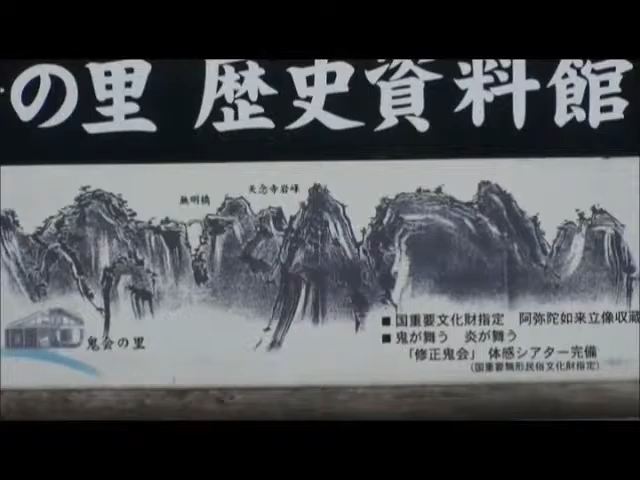 の里 歴史資料館
無明橋
天念寺岩峰
鬼会の里
■国重要文化財指定 阿弥陀如来立像収蔵
■鬼が舞う 炎が舞う
「修正鬼会」 体感シアター完備
(国重要無形民俗文化財指定)